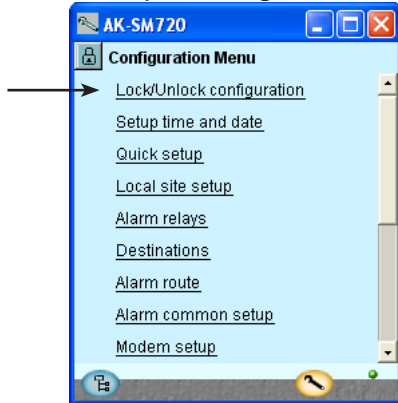 AK-SM720
Configuration Menu
Lock/Unlock configuration
Setup time and date
Quick setup
Local site setup
Alarm relays
Destinations
Alarm route
Alarm common setup
Modem setup